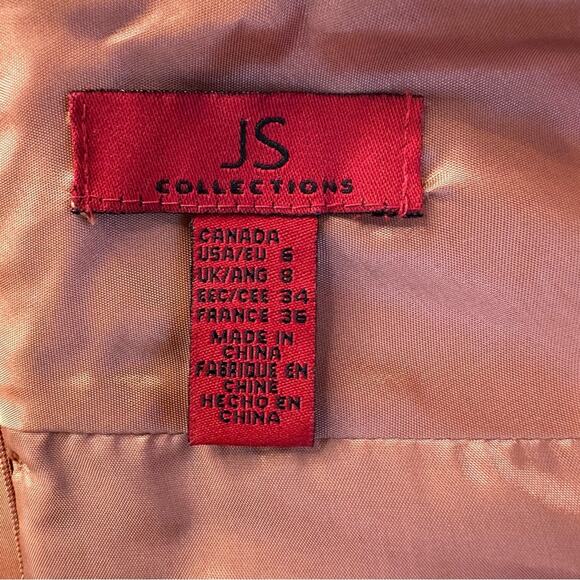 JS
COLLECTIONS
CANADA
USA/EU 6
UK/ANG 8
EEC/CEE 34
FRANCE 36
MADE IN
CHINA
FABRIQUE EN
CHINE
HECHO EN
CHINA